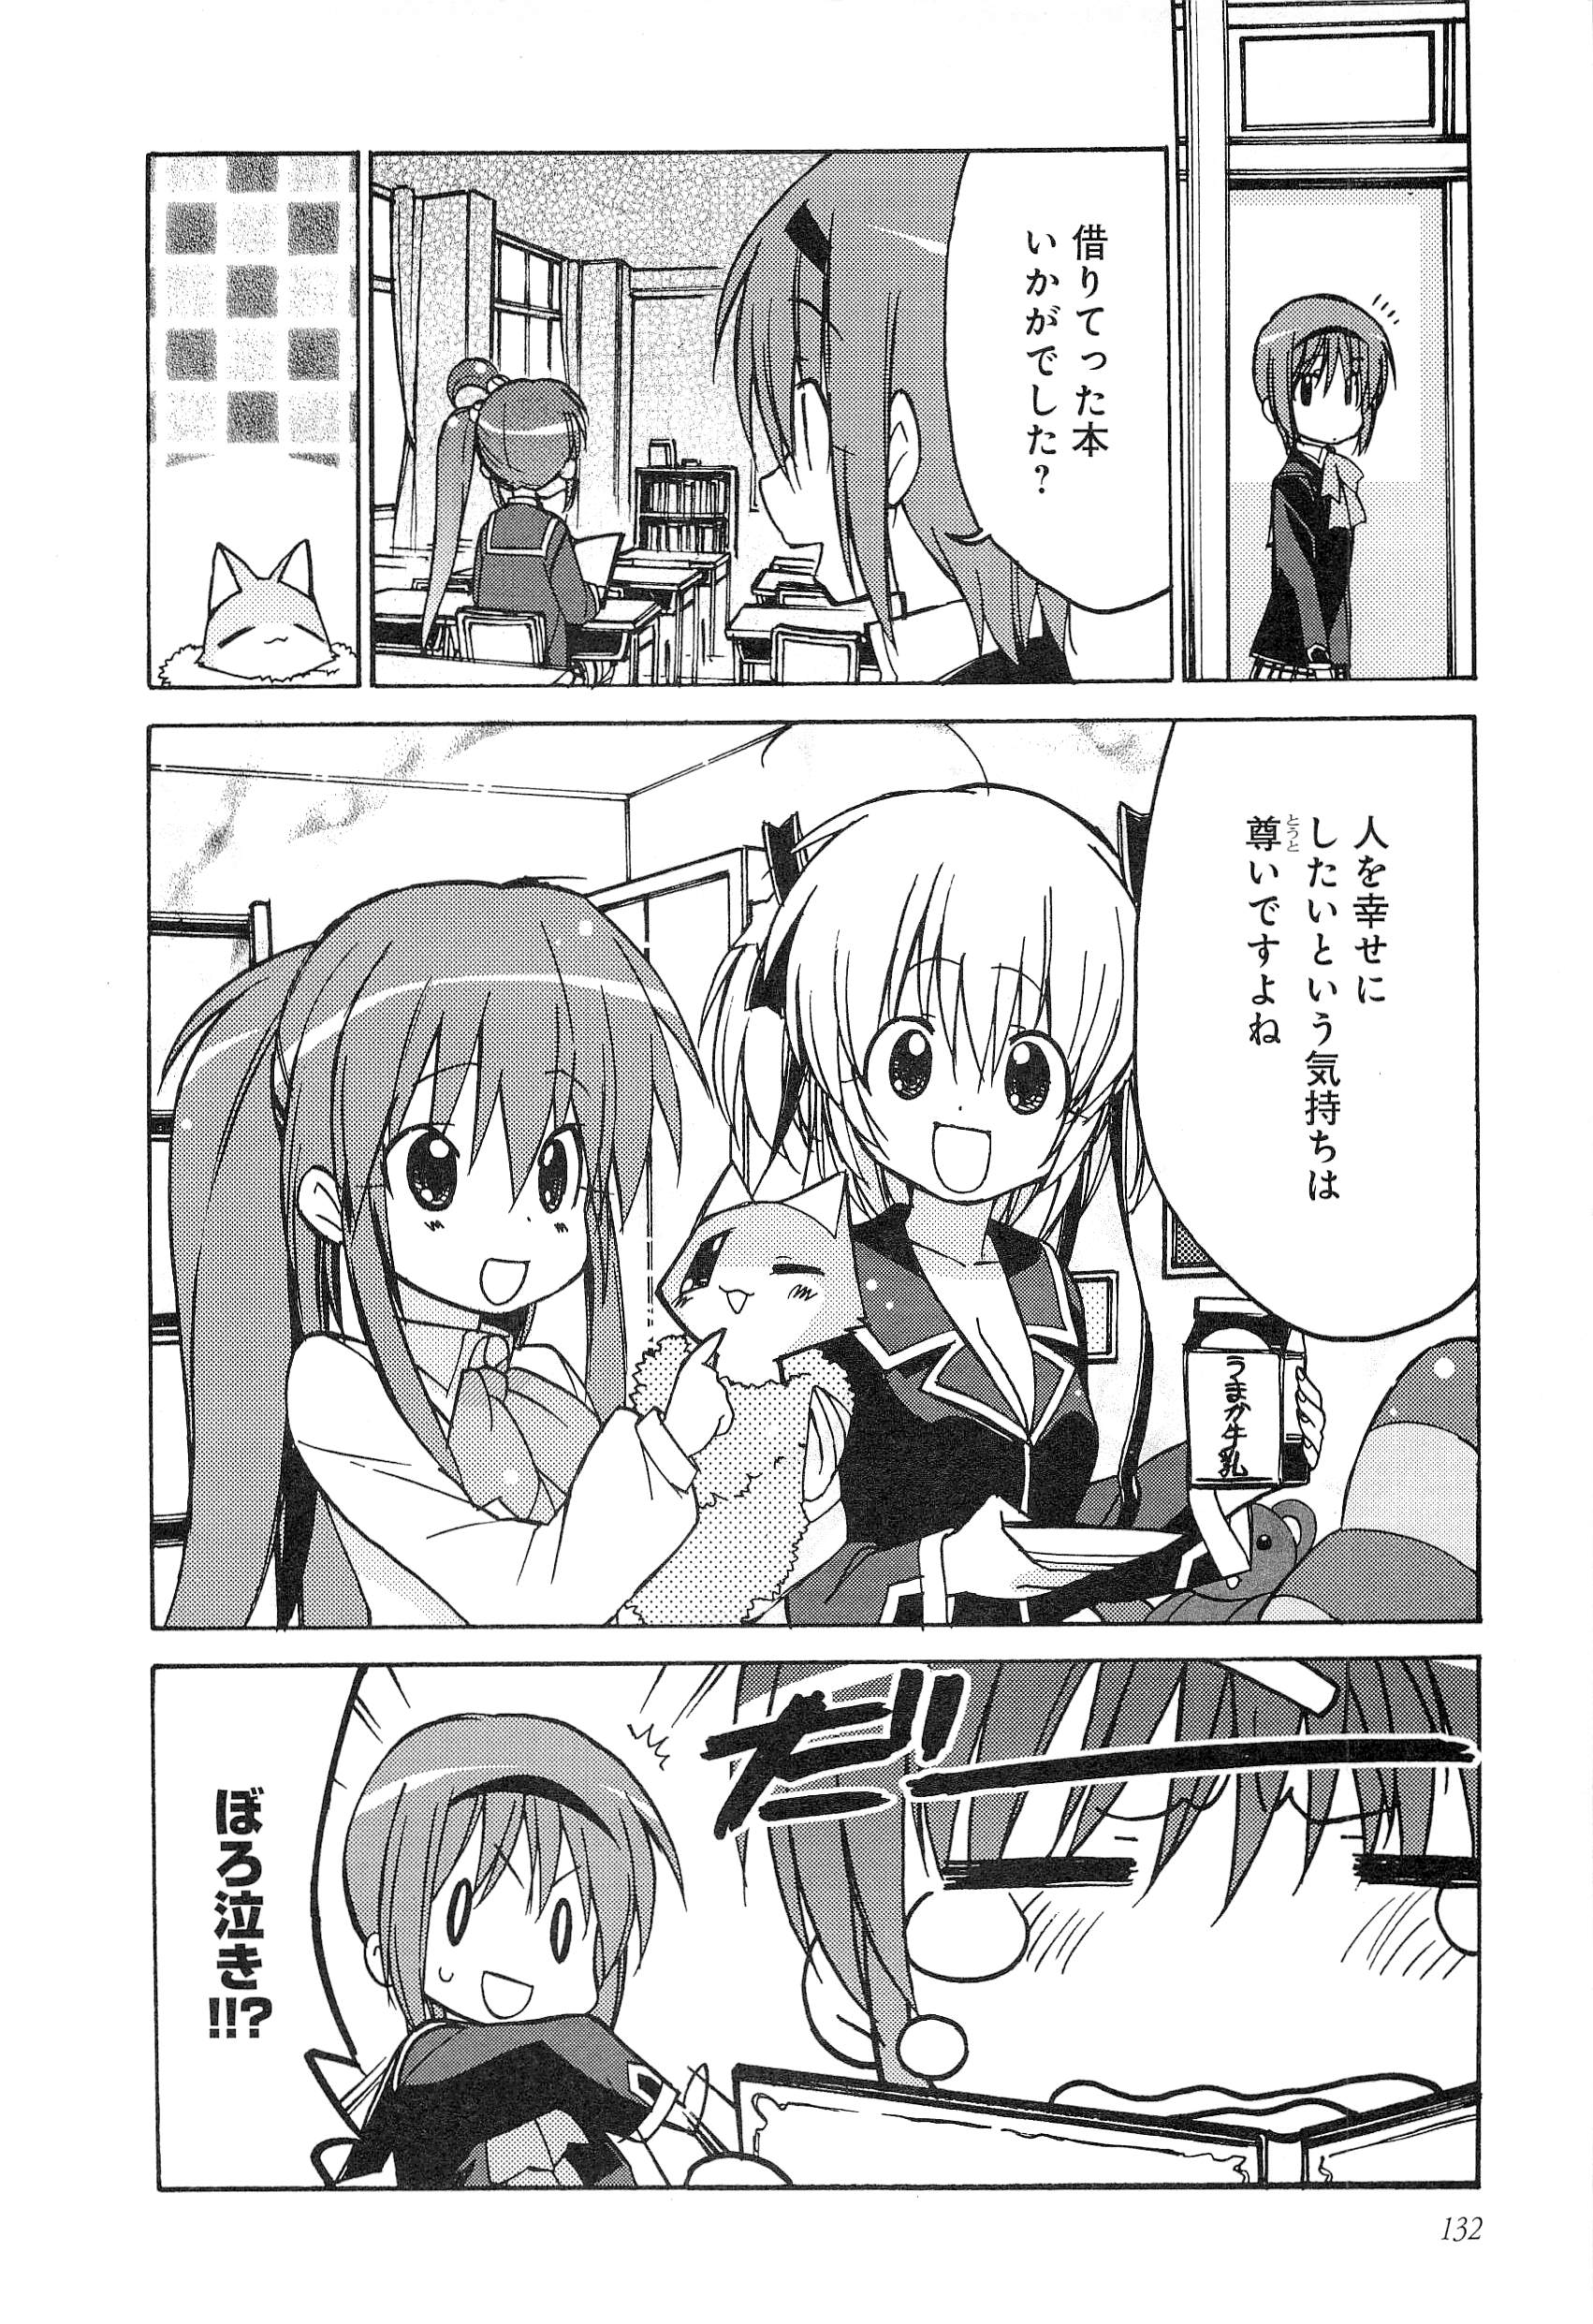 借りてった本
いかがでした？
人を幸せに
したいという気持ちは
尊いですよね
とうと
うまか牛乳
だー
ぼろ泣き!!?
132